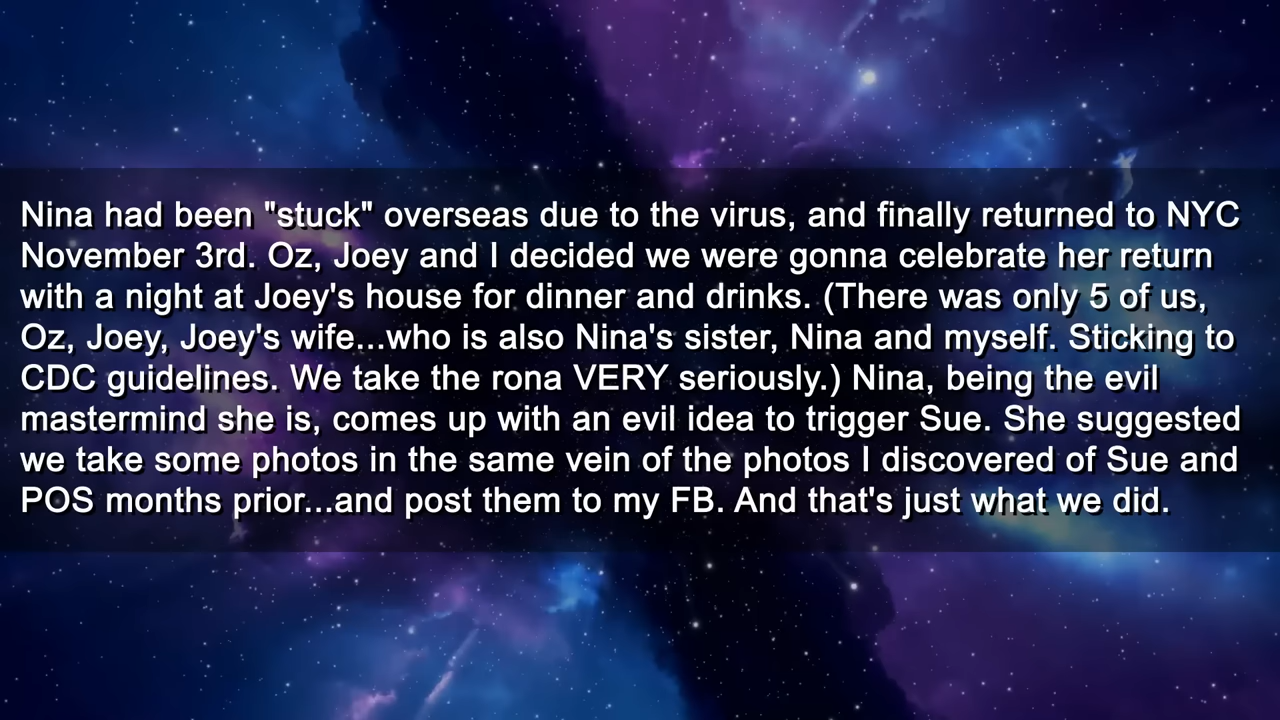 Nina had been "stuck" overseas due to the virus, and finally returned to NYC
November 3rd. Oz, Joey and I decided we were gonna celebrate her return
with a night at Joey's house for dinner and drinks. (There was only 5 of us,
Oz, Joey, Joey's wife...who is also Nina's sister, Nina and myself. Sticking to
CDC guidelines. We take the rona VERY seriously.) Nina, being the evil
mastermind she is, comes up with an evil idea to trigger Sue. She suggested
we take some photos in the same vein of the photos I discovered of Sue and
POS months prior...and post them to my FB. And that's just what we did.